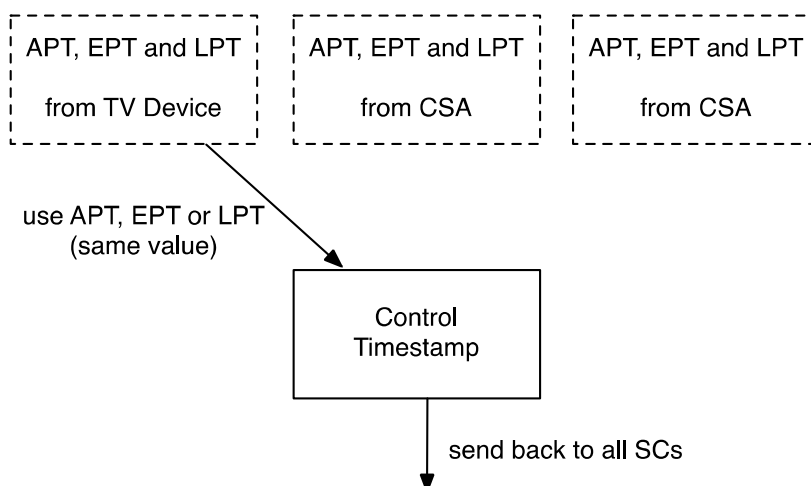 APT, EPT and LPT
from TV Device
APT, EPT and LPT
from CSA
APT, EPT and LPT
from CSA
use APT, EPT or LPT
(same value)
Control
Timestamp
send back to all SCs